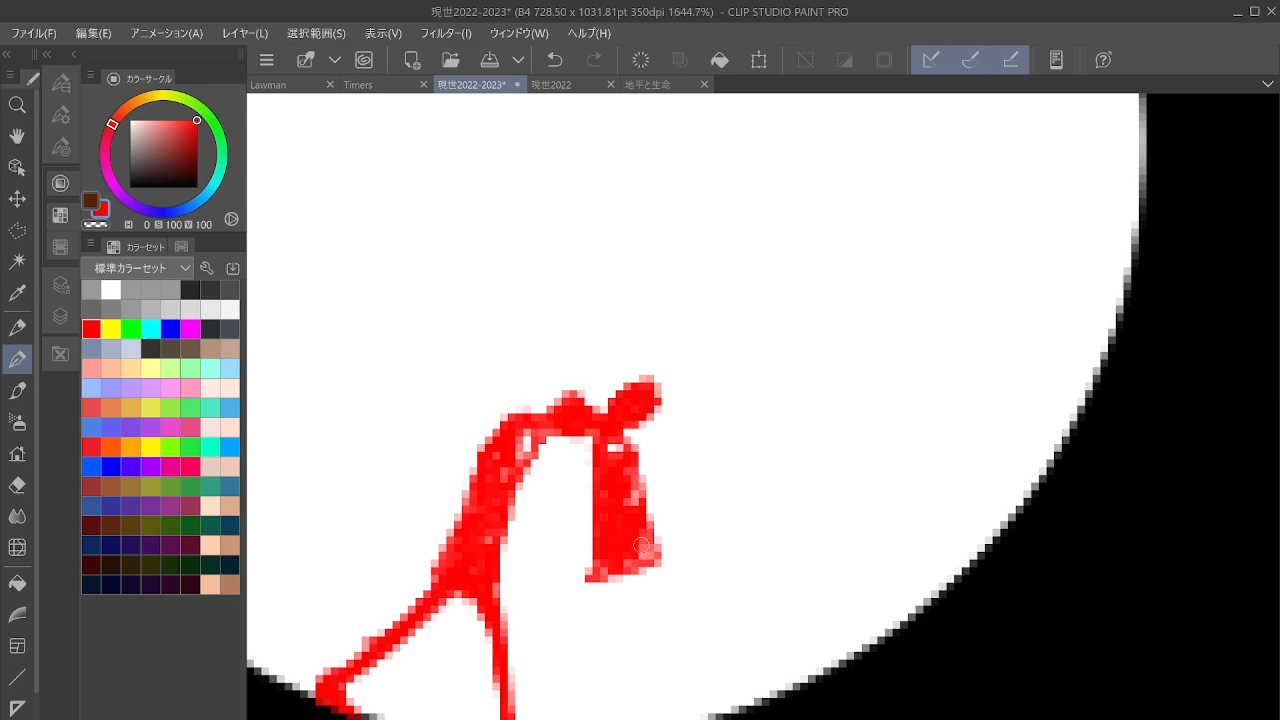 現世2022-2023* (B4 728.50 x 1031.81pt 350dpi 1644.7%) - CLIP STUDIO PAINT PRO
ファイル(F) 編集(E) アニメーション(A) レイヤー(L) 選択範囲(S) 表示(V) フィルター(I) ウィンドウ(W) ヘルプ(H)
カラーサークル
Lawman Timers 現世2022-2023* 現世2022 地平と生命
H 0 S 100 V 100
カラーセット
標準カラーセット